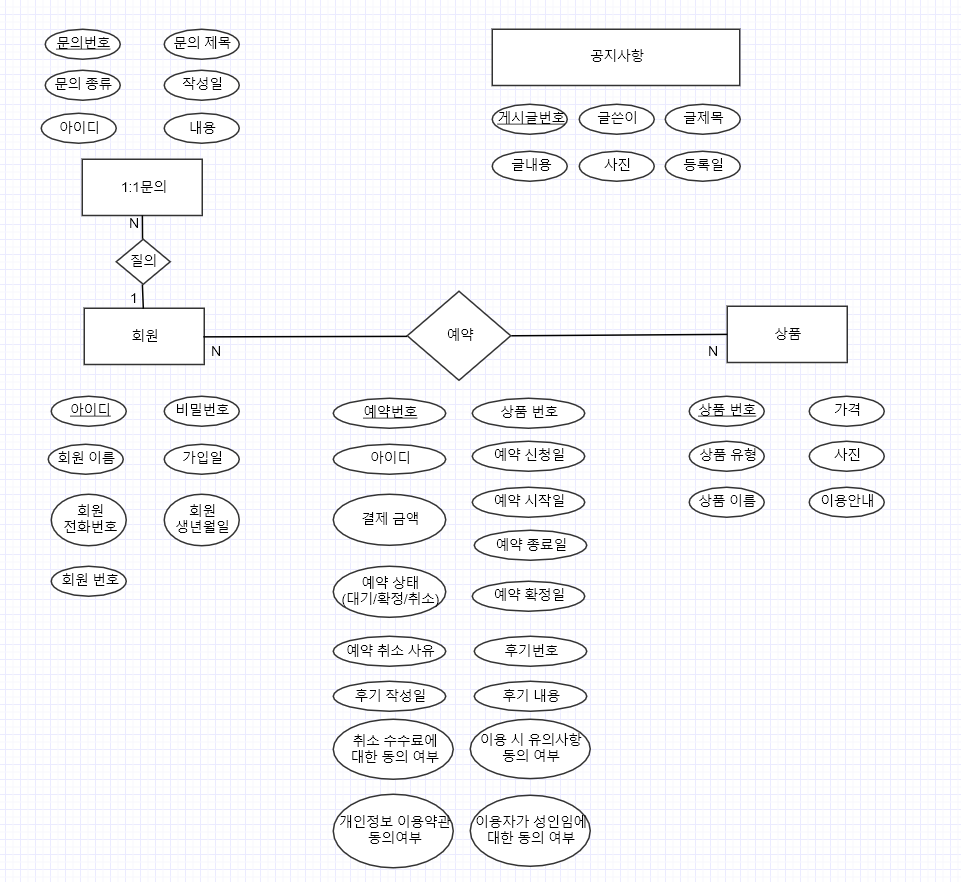 문의번호
문의 제목
문의 종류
작성일
아이디
내용
1:1문의
N
질의
1
회원
N
공지사항
게시글번호
글쓴이
글제목
글내용
사진
등록일
예약
N
상품
아이디
비밀번호
회원 이름
가입일
회원
전화번호
회원
생년월일
회원 번호
예약번호
상품 번호
아이디
예약 신청일
결제 금액
예약 시작일
예약 종료일
예약 상태
(대기/확정/취소)
예약 확정일
예약 취소 사유
후기번호
후기 작성일
후기 내용
취소 수수료에
대한 동의 여부
이용 시 유의사항
동의 여부
개인정보 이용약관
동의여부
이용자가 성인임에
대한 동의 여부
상품 번호
가격
상품 유형
사진
상품 이름
이용안내